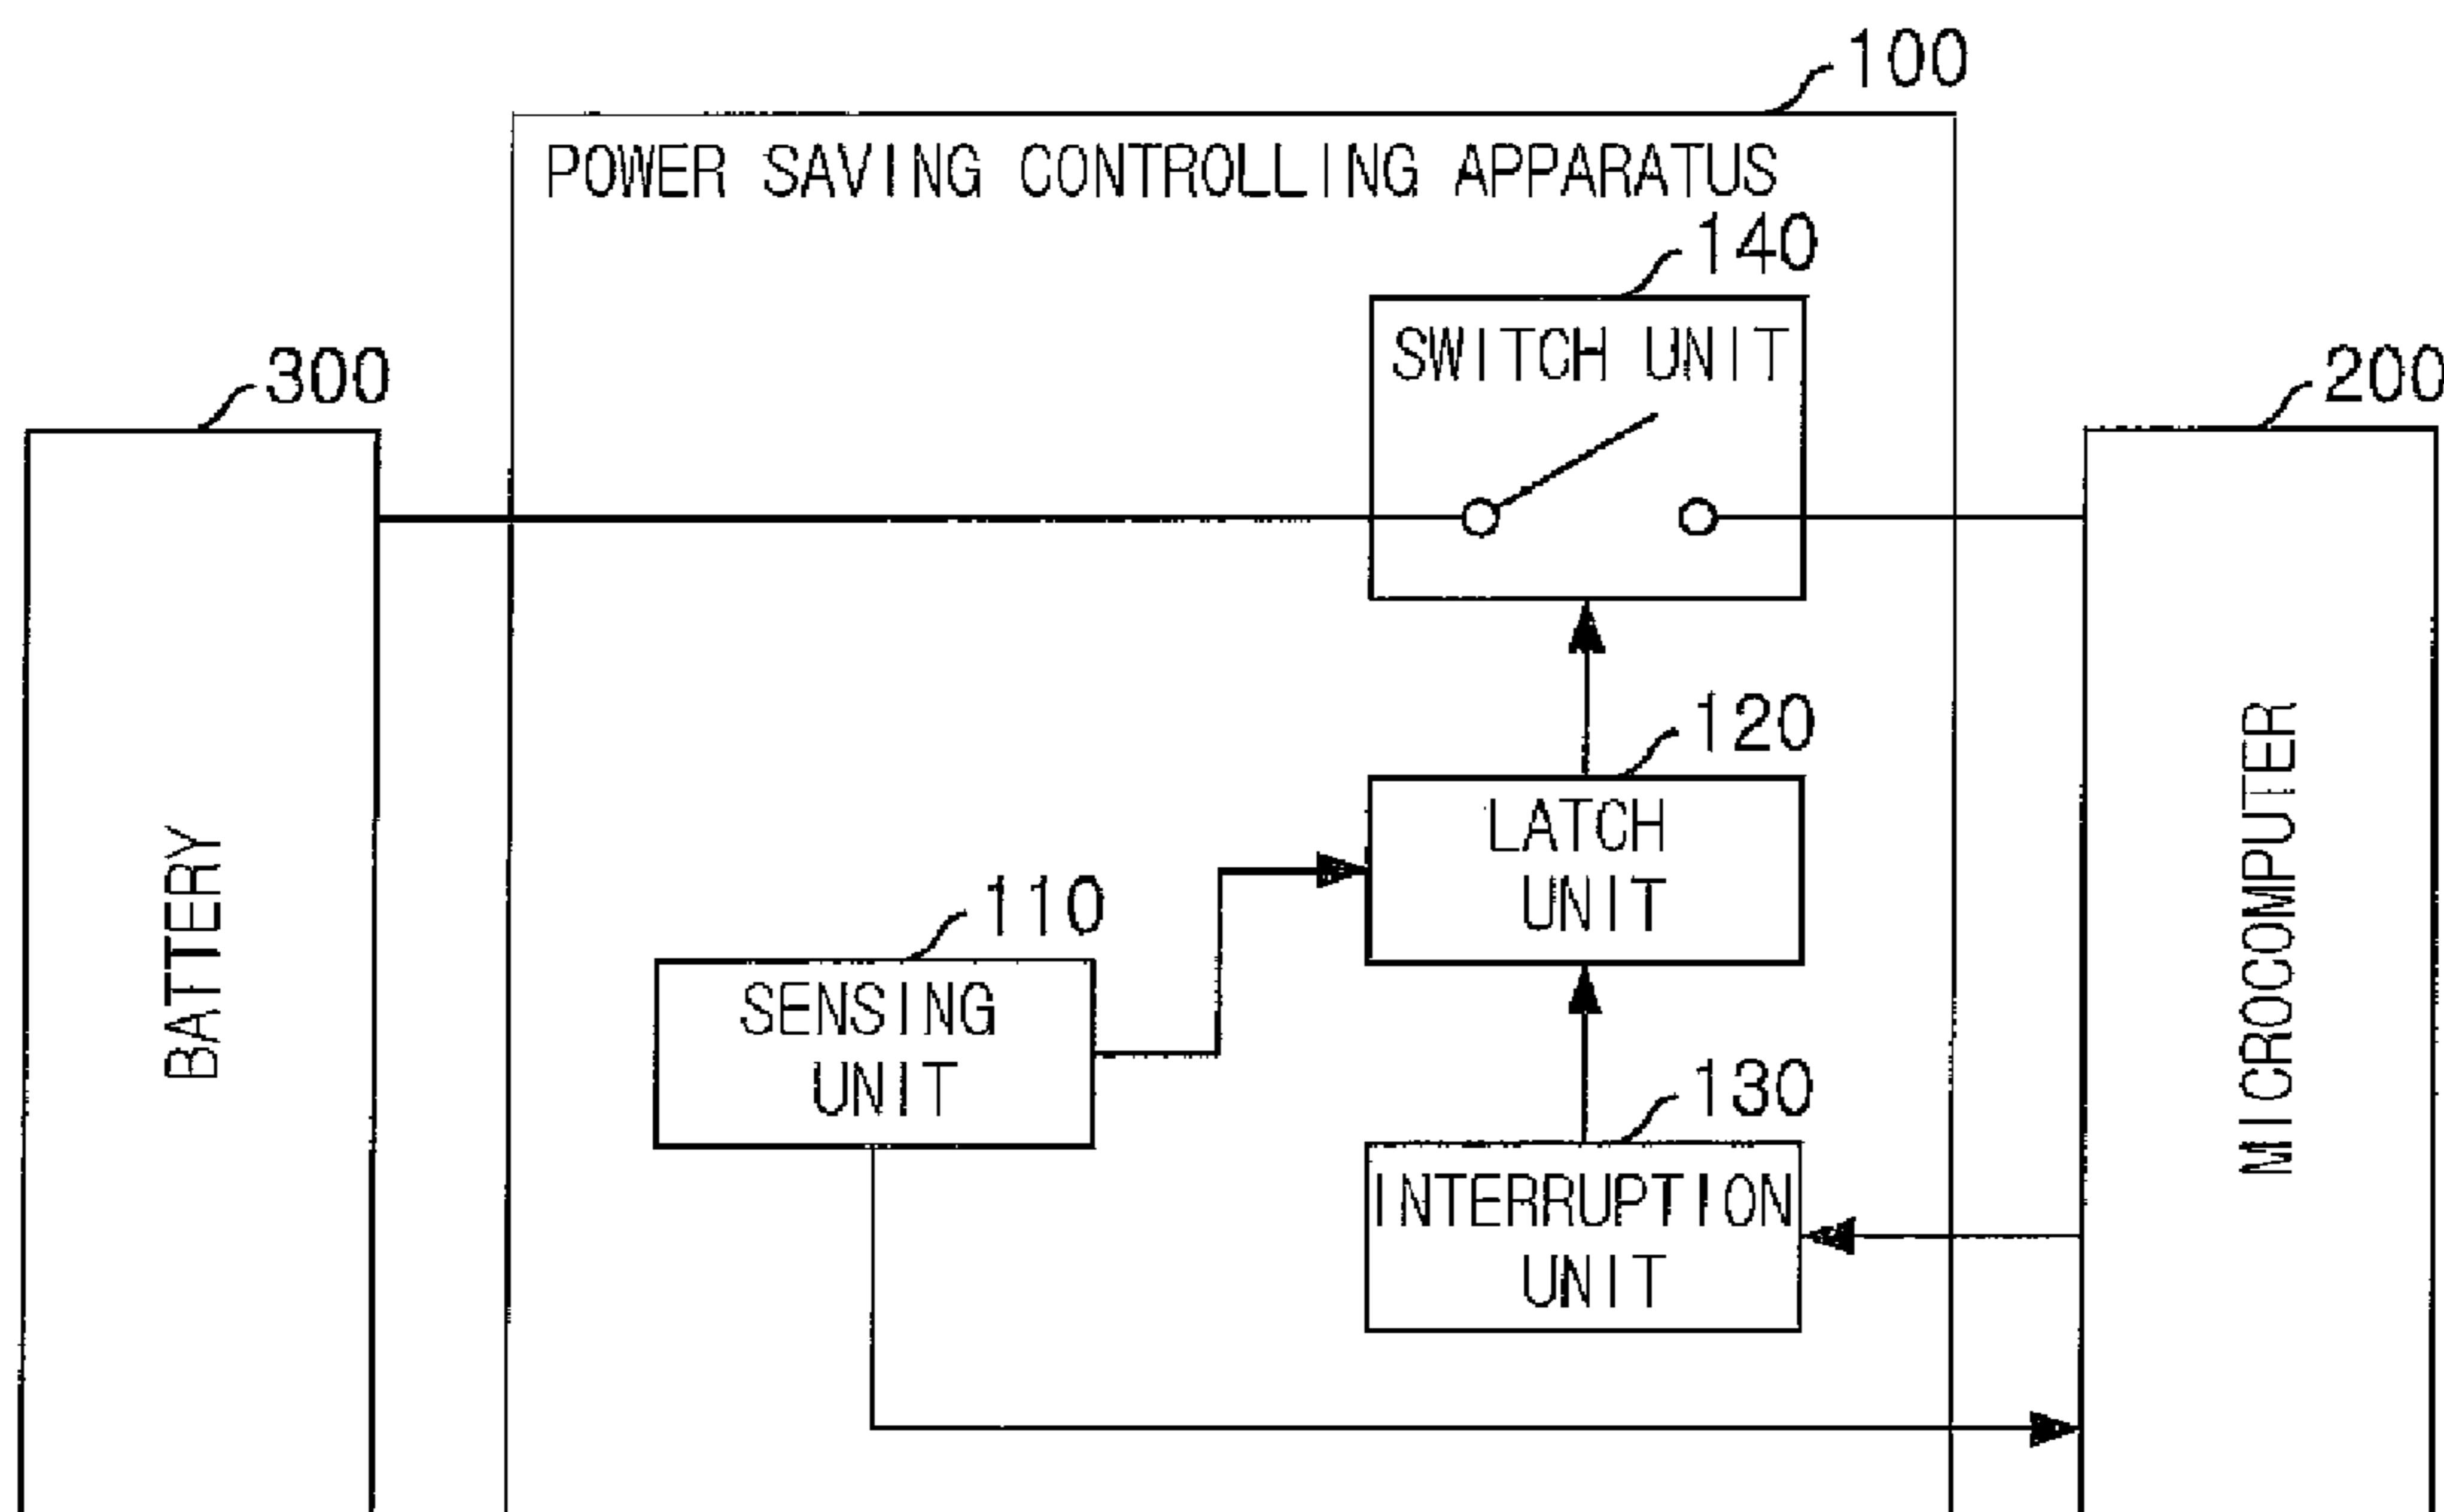 100
POWER SAVING CONTROLLING APPARATUS
140
SWITCH UNIT
300
200
120
LATCH
UNIT
110
SENSING
UNIT
130
INTERRUPTION
UNIT
BATTERY
MICROCOMPUTER